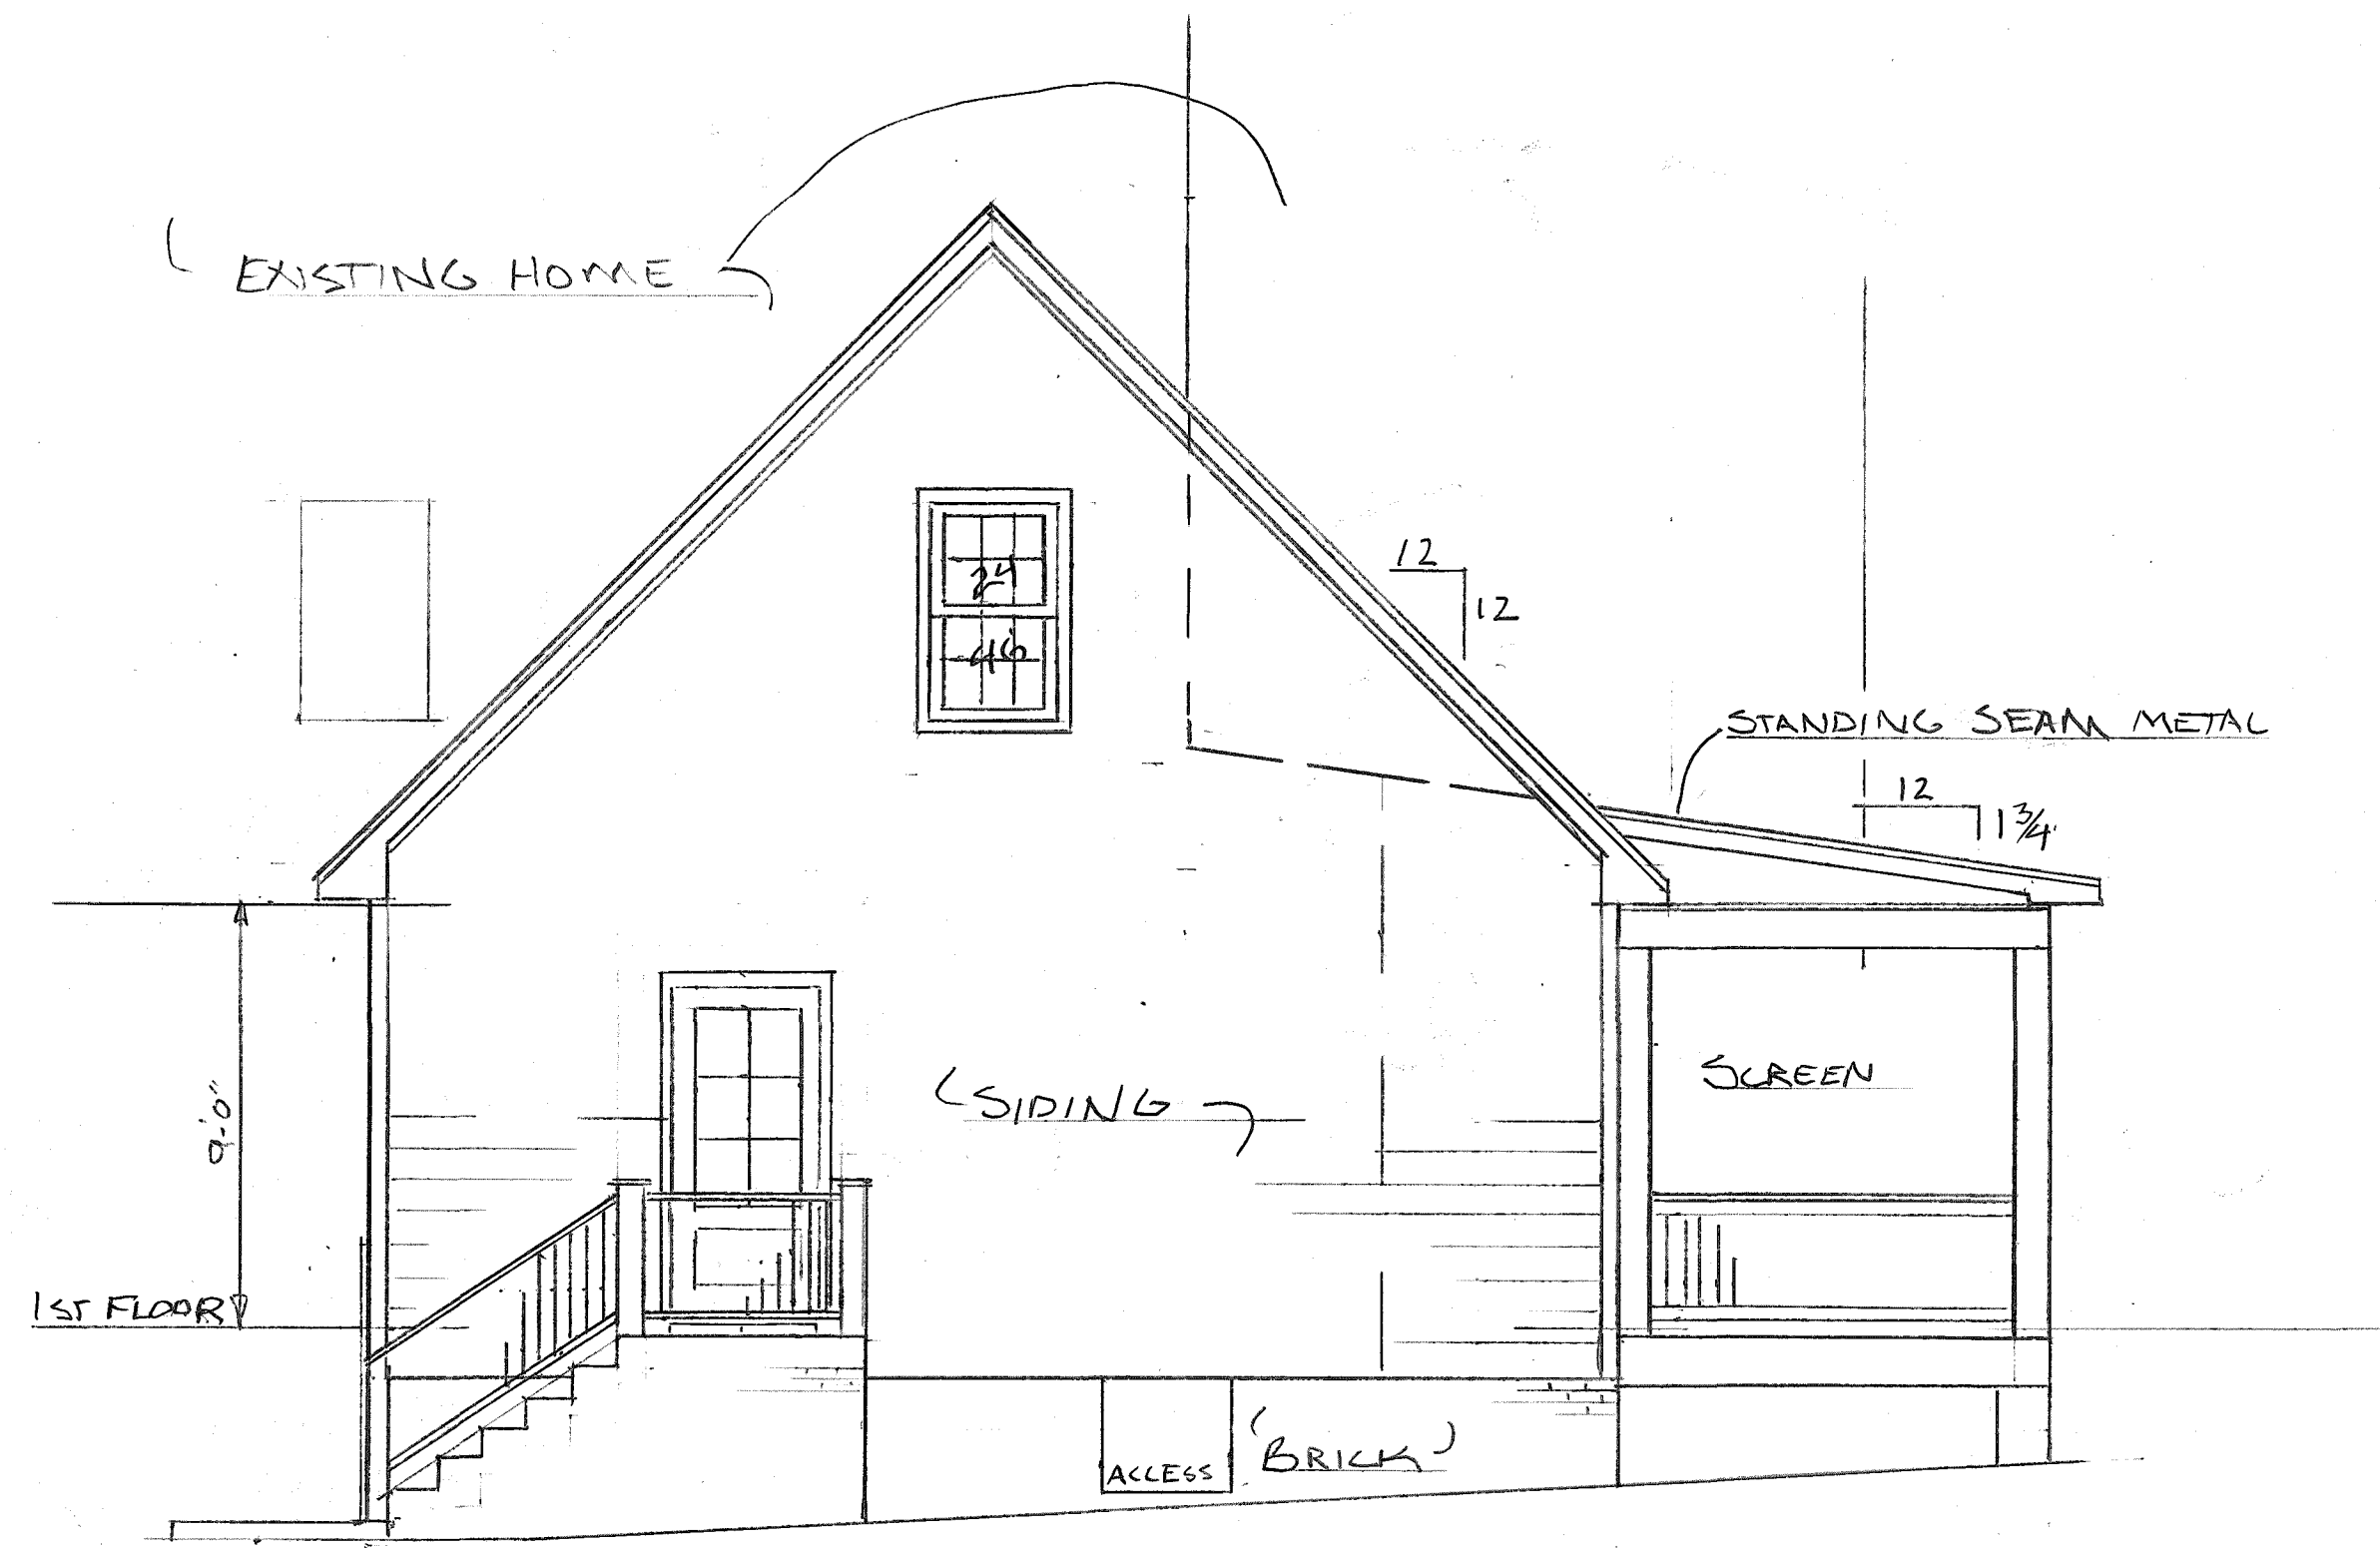 EXISTING HOME
24
46
12
12
STANDING SEAM METAL
12
1 3/4
9'-0"
SCREEN
SIDING
1ST FLOOR
ACCESS
BRICK